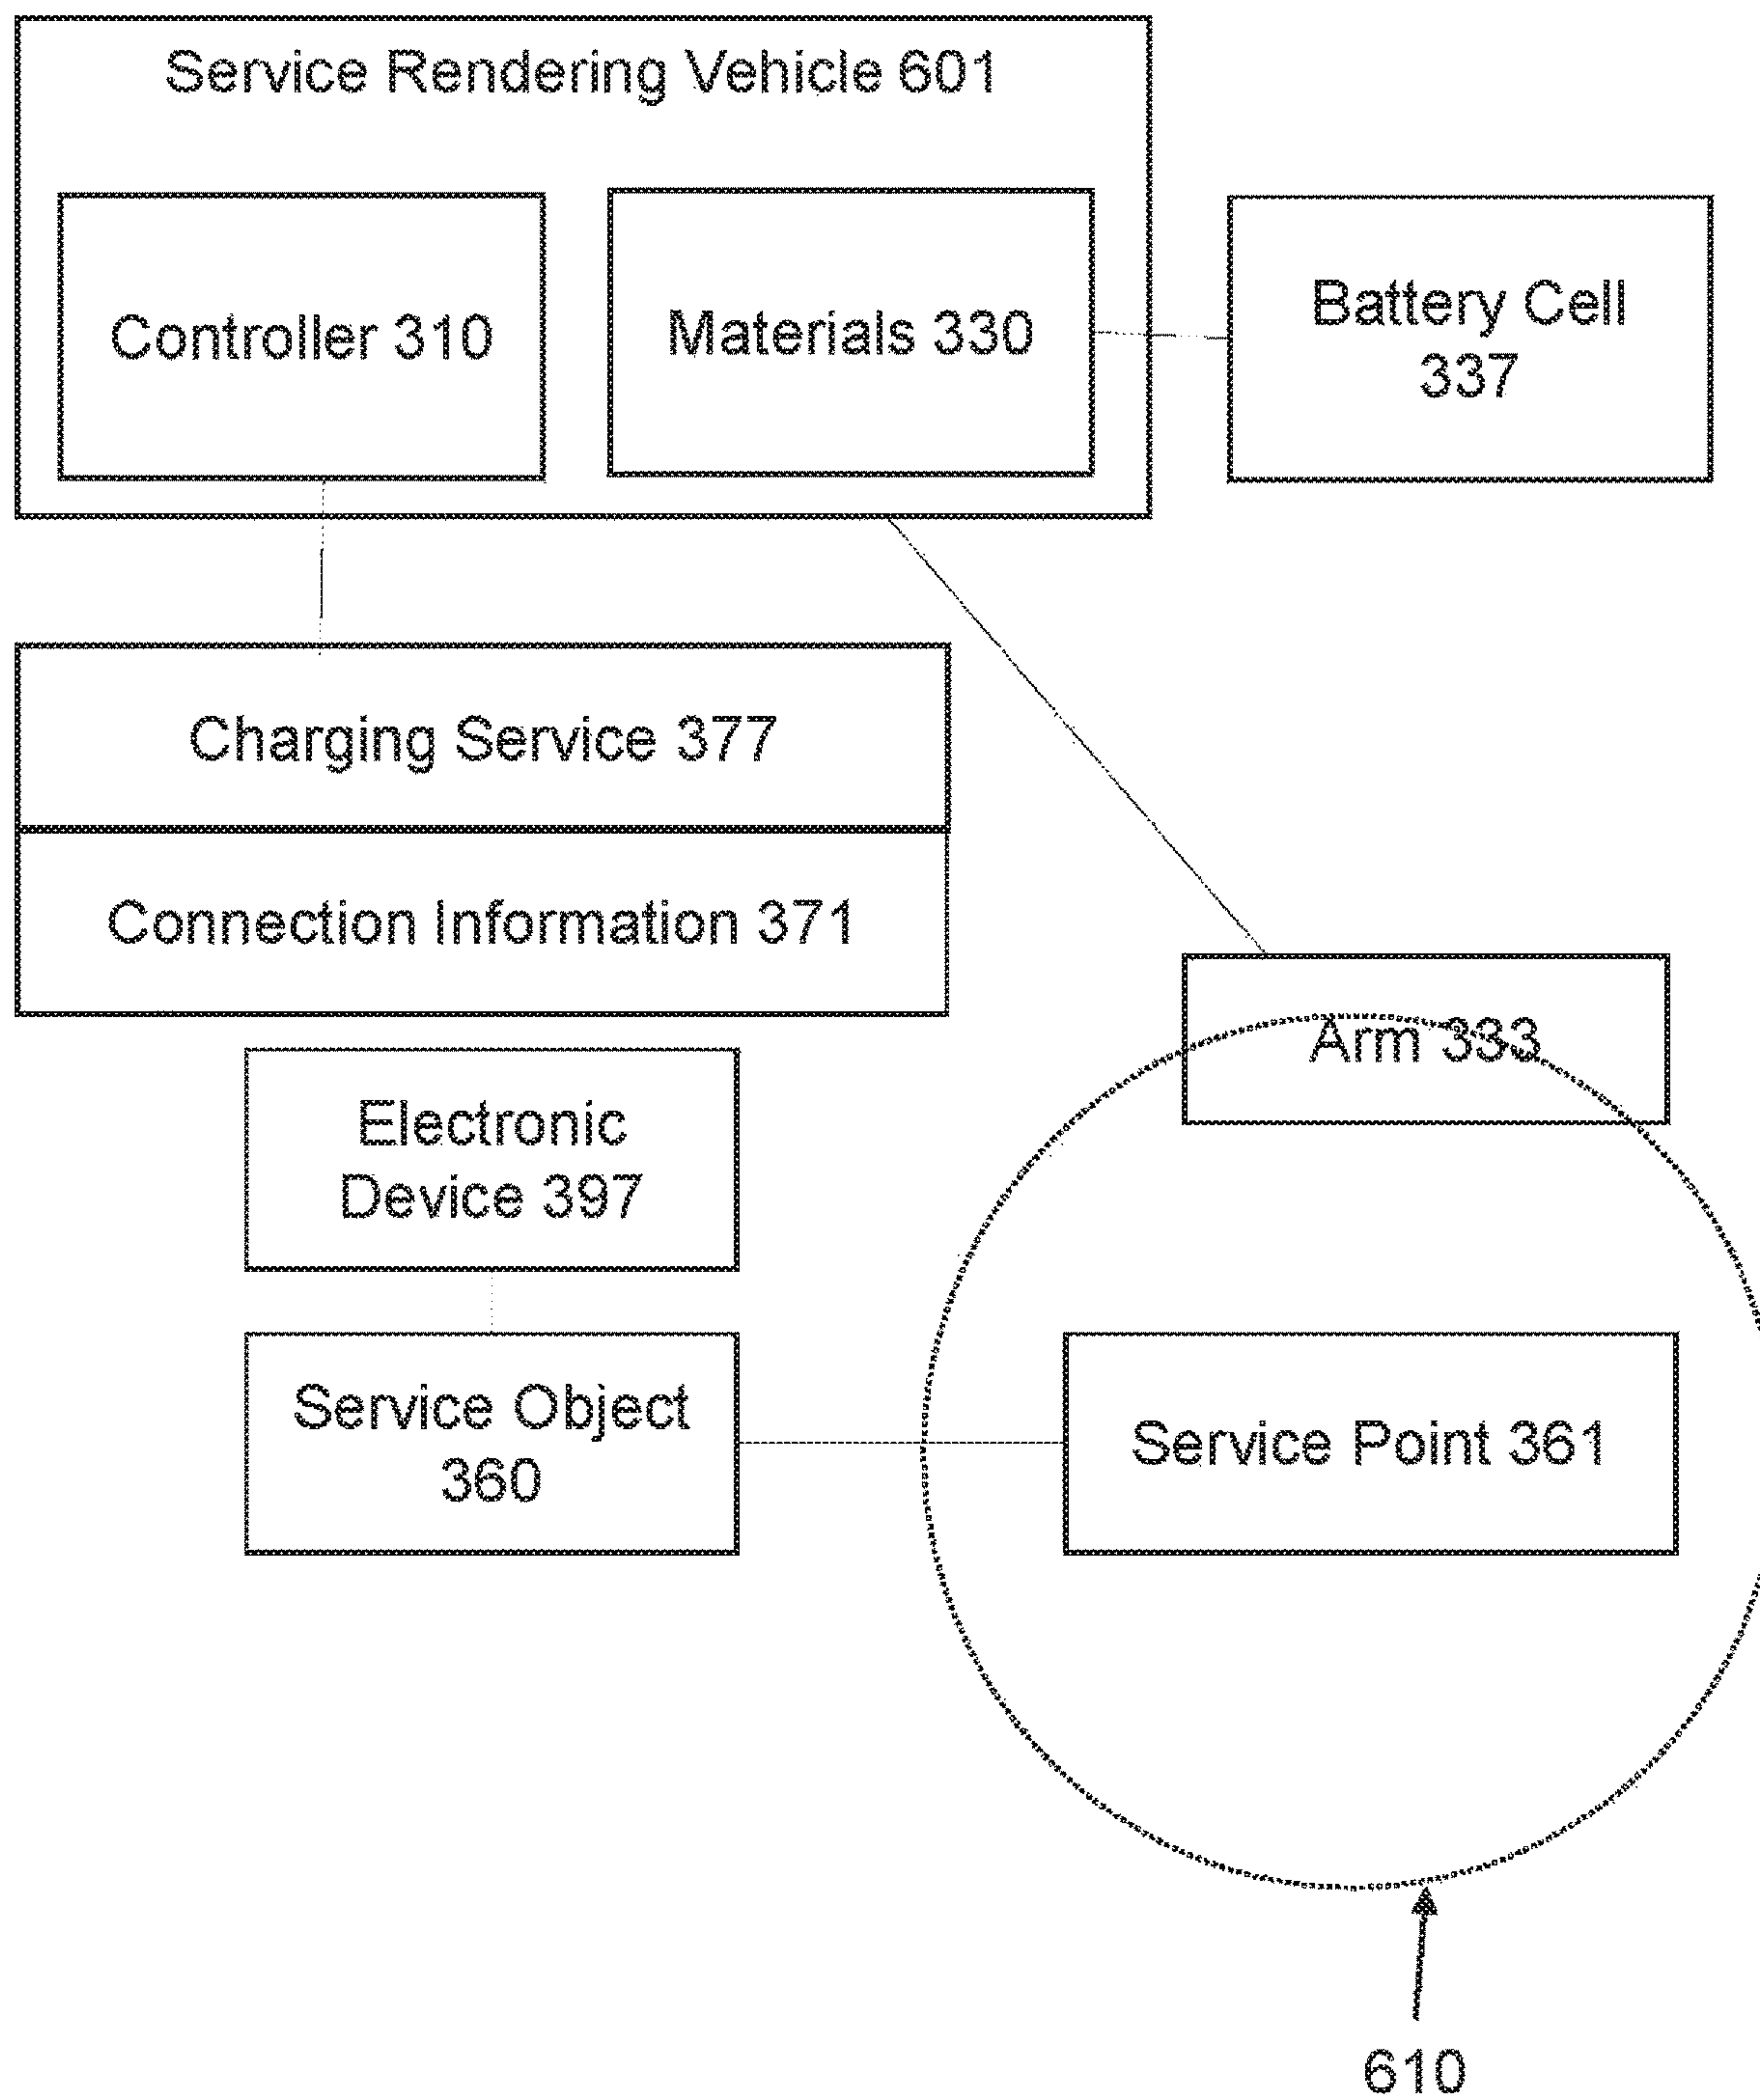 Service Rendering Vehicle 601
Controller 310
Materials 330
Battery Cell
337
Charging Service 377
Connection Information 371
Arm 333
Electronic
Device 397
Service Object
360
Service Point 361
610